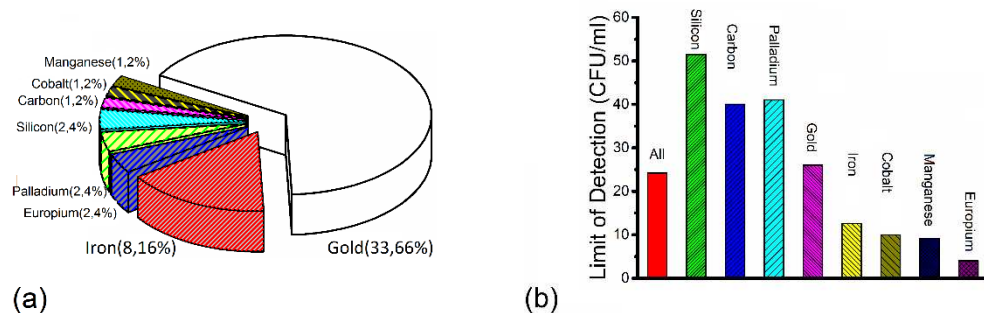 (a)
Manganese(1,2%)
Cobalt(1,2%)
Carbon(1,2%)
Silicon(2,4%)
Palladium(2,4%)
Europium(2,4%)
Iron(8,16%)
Gold(33,66%)
(b)
Limit of Detection (CFU/ml)
60
50
40
30
20
10
0
All
Silicon
Carbon
Palladium
Gold
Iron
Cobalt
Manganese
Europium